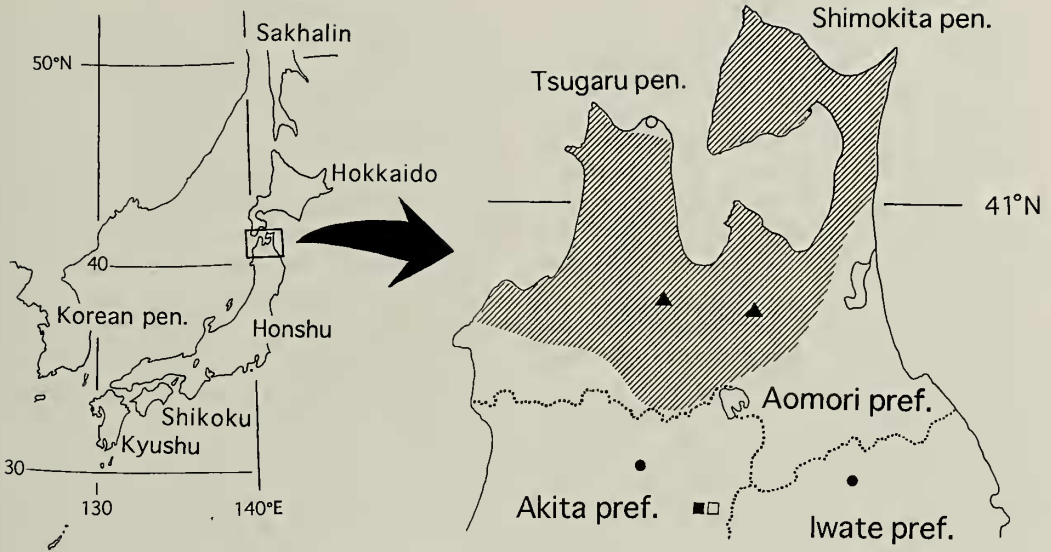 Sakhalin
50°N
Hokkaido
40
Korean pen.
Honshu
Shikoku
Kyushu
30
130
140°E
Shimokita pen.
Tsugaru pen.
41°N
Aomori pref.
Akita pref.
Iwate pref.